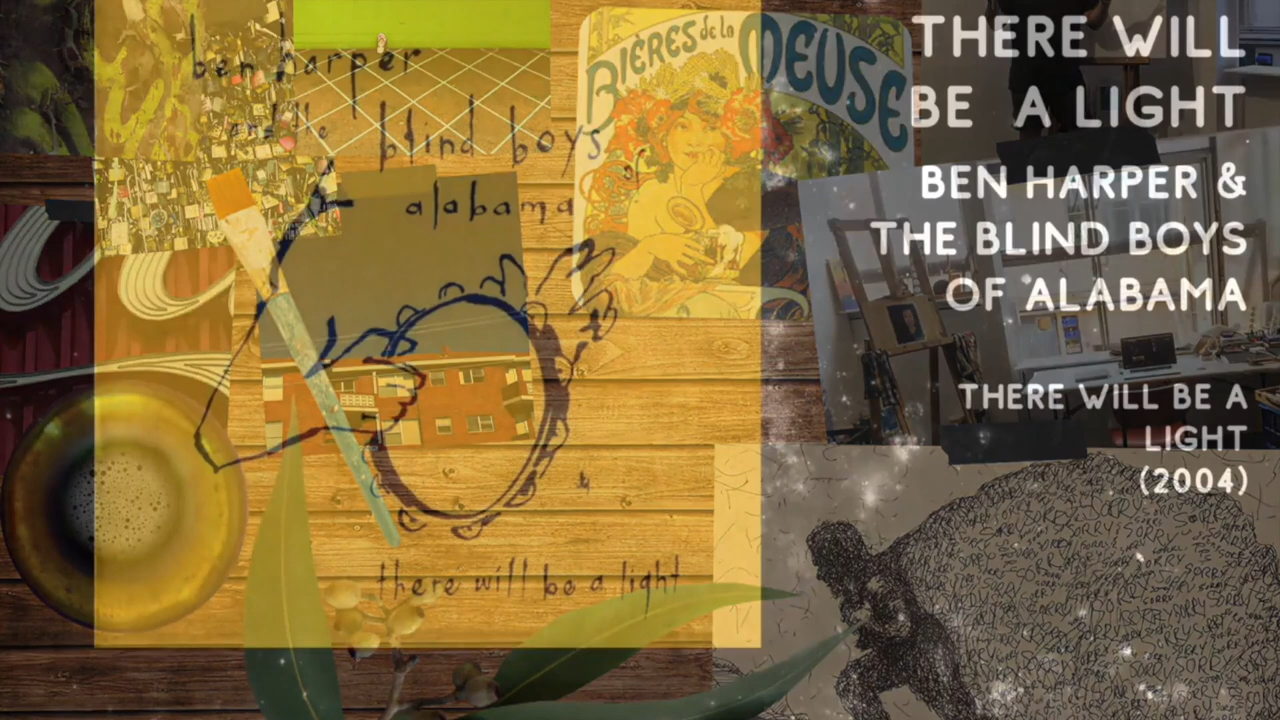 ben harper
and the
blind boys
of
alabama
there will be a light
BIÈRES de la MEUSE
THERE WILL
BE A LIGHT
BEN HARPER &
THE BLIND BOYS
OF ALABAMA
THERE WILL BE A
LIGHT
(2004)
SORRY